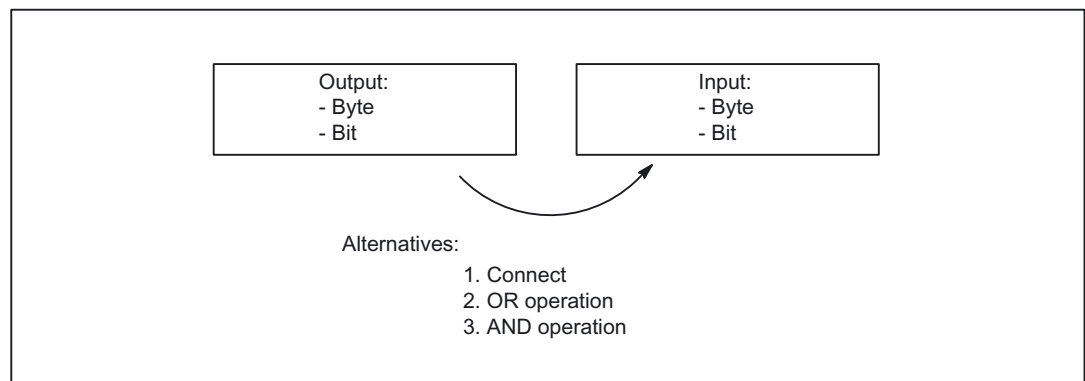 Output:
- Byte
- Bit
Input:
- Byte
- Bit
Alternatives:
1. Connect
2. OR operation
3. AND operation